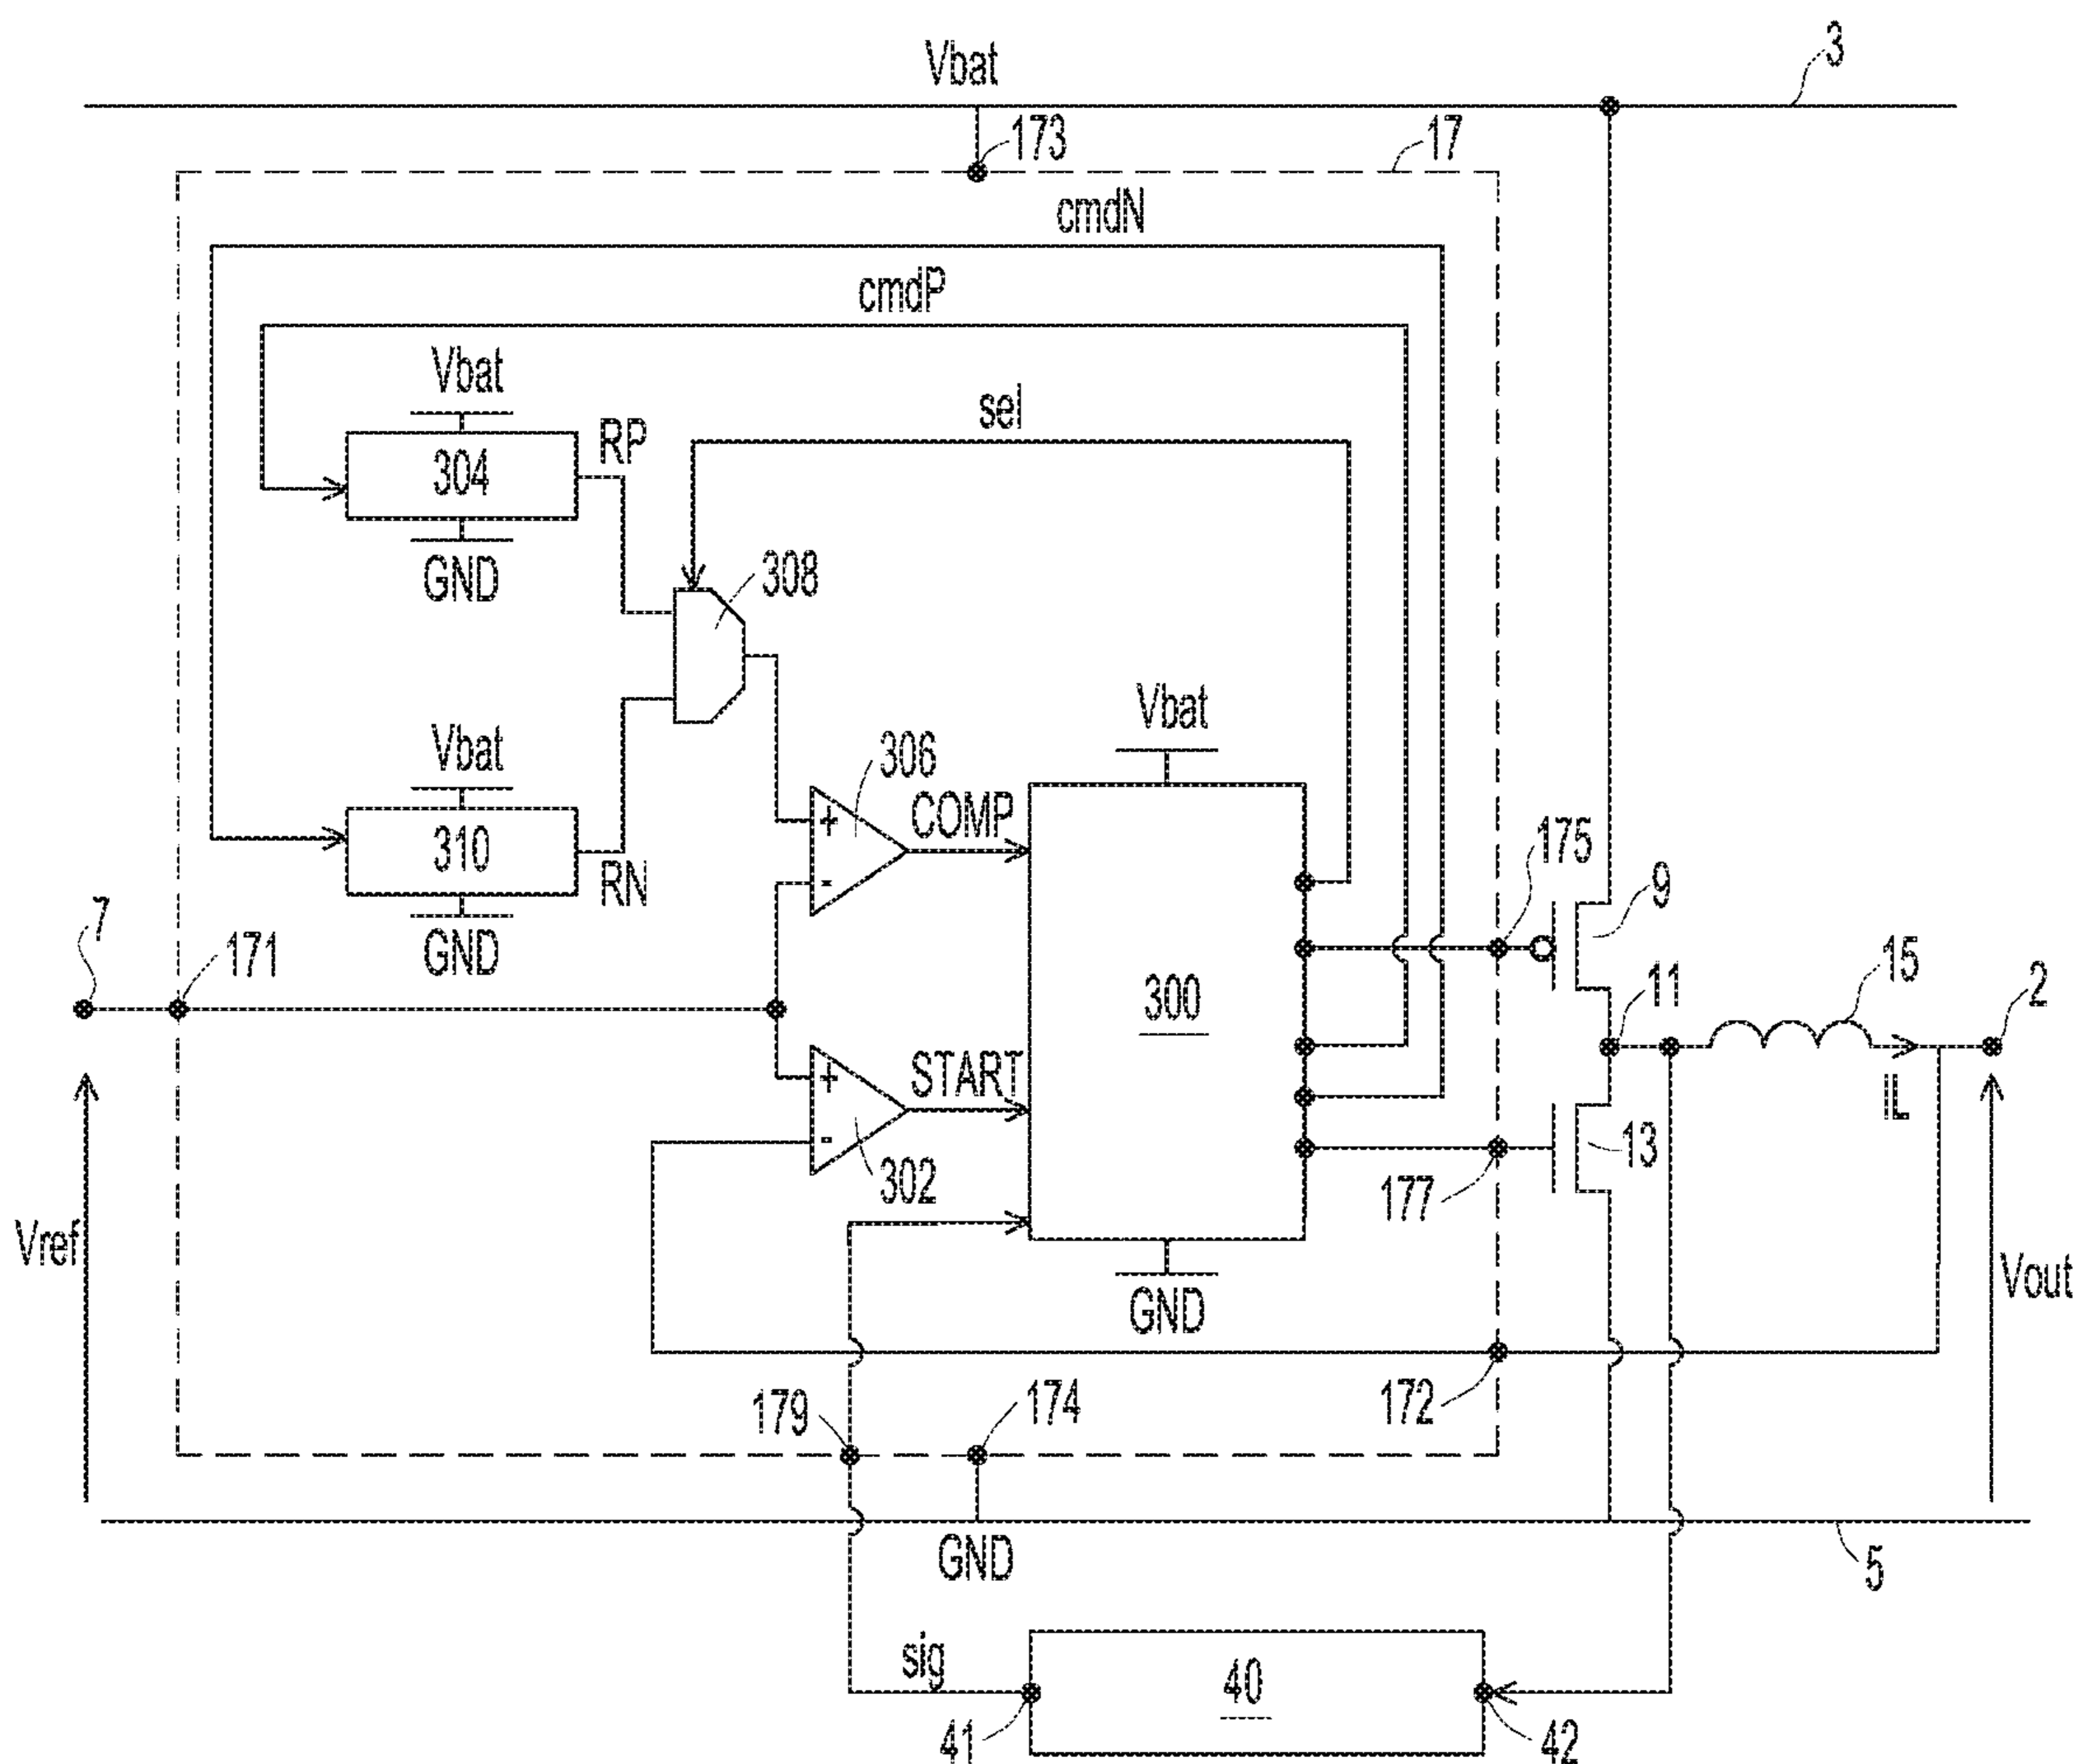 Vbat
3
173
17
cmdN
cmdP
Vbat
sel
RP
304
GND
308
Vbat
Vbat
306
COMP
310
RN
175
9
7
171
GND
300
11
15
2
+
-
START
+
-
302
IL
13
177
Vref
GND
Vout
179
174
172
GND
5
sig
40
41
42